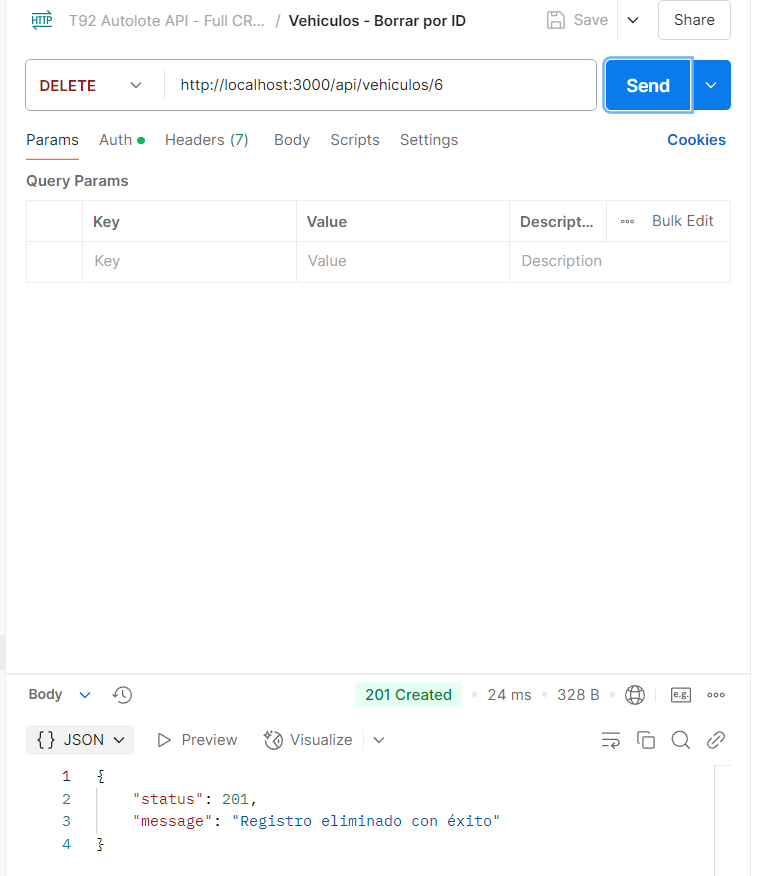 HTTP T92 Autolote API - Full CR... / Vehiculos - Borrar por ID Save Share
DELETE http://localhost:3000/api/vehiculos/6 Send
Params Auth Headers (7) Body Scripts Settings Cookies
Query Params
Key Value Descript... Bulk Edit
Key Value Description
Body 201 Created 24 ms 328 B e.g.
{} JSON Preview Visualize
1 {
2 "status": 201,
3 "message": "Registro eliminado con éxito"
4 }